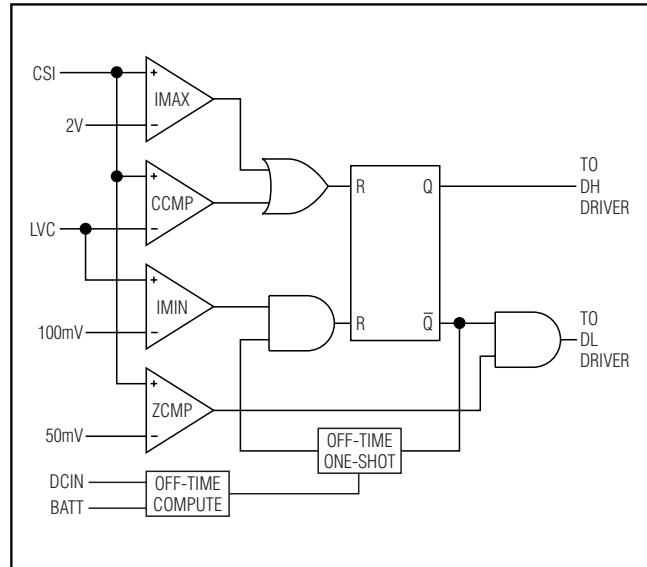 CSI
2V
LVC
100mV
50mV
DCIN
BATT
+
−
IMAX
+
−
CCMP
+
−
IMIN
+
−
ZCMP
OFF-TIME
COMPUTE
OFF-TIME
ONE-SHOT
R
Q
R
Q̅
TO
DH
DRIVER
TO
DL
DRIVER